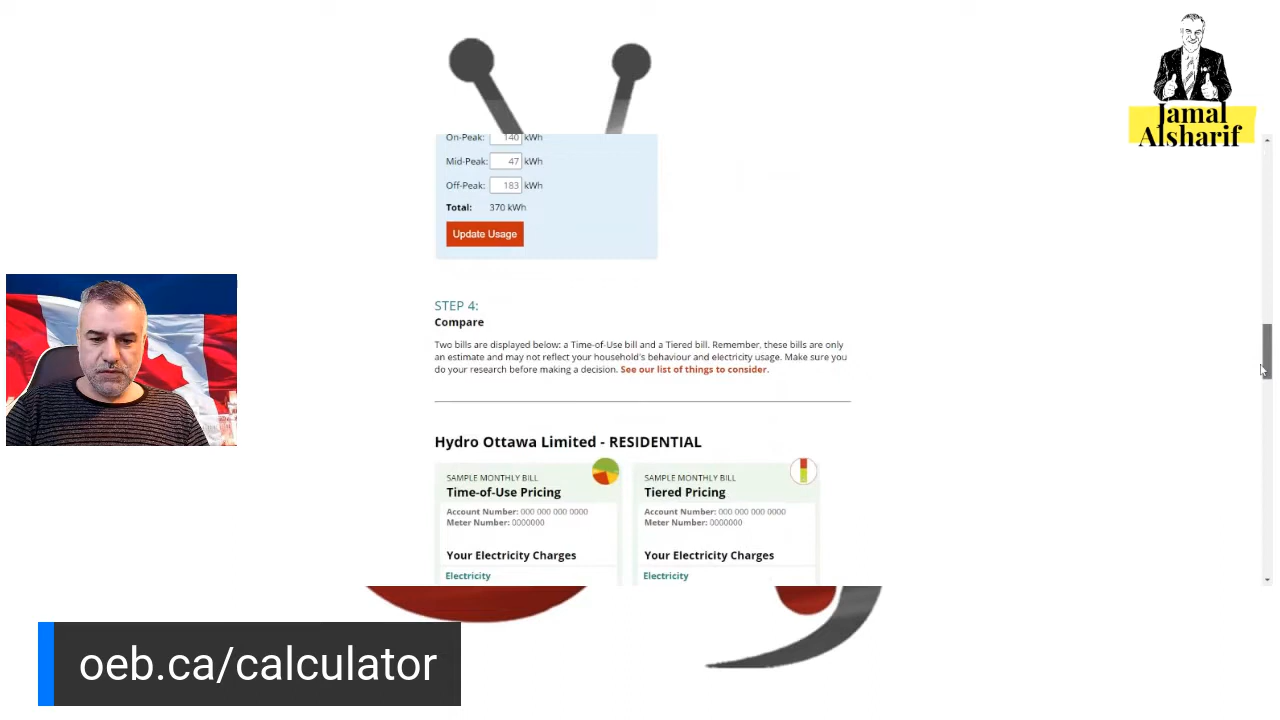 Jamal
Alsharif
On-Peak: 140 kWh
Mid-Peak: 47 kWh
Off-Peak: 183 kWh
Total: 370 kWh
Update Usage
STEP 4:
Compare
Two bills are displayed below: a Time-of-Use bill and a Tiered bill. Remember, these bills are only
an estimate and may not reflect your household's behaviour and electricity usage. Make sure you
do your research before making a decision. See our list of things to consider.
Hydro Ottawa Limited - RESIDENTIAL
SAMPLE MONTHLY BILL
Time-of-Use Pricing
Account Number: 000 000 000 0000
Meter Number: 0000000
Your Electricity Charges
Electricity
SAMPLE MONTHLY BILL
Tiered Pricing
Account Number: 000 000 000 0000
Meter Number: 0000000
Your Electricity Charges
Electricity
oeb.ca/calculator